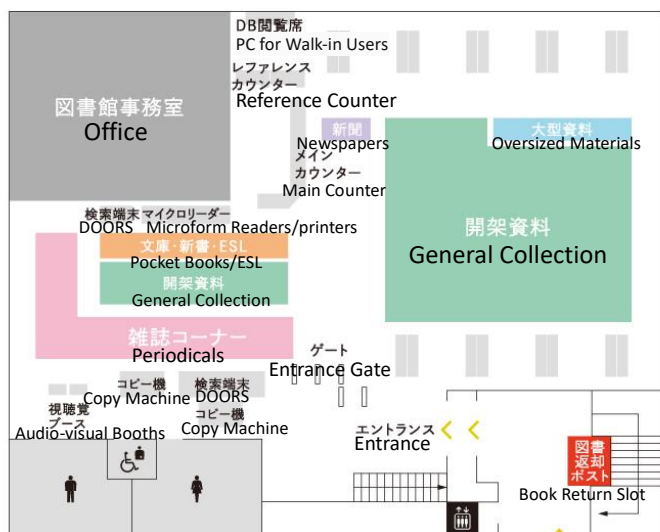 DB閲覧席
PC for Walk-in Users
レファレンス
カウンター
Reference Counter
図書館事務室
Office
新聞
Newspapers
大型資料
Oversized Materials
メイン
カウンター
Main Counter
検索端末
DOORS
マイクロリーダー
Microform Readers/printers
文庫・新書・ESL
Pocket Books/ESL
開架資料
General Collection
開架資料
General Collection
雑誌コーナー
Periodicals
ゲート
Entrance Gate
コピー機
Copy Machine
検索端末
DOORS
コピー機
Copy Machine
視聴覚
ブース
Audio-visual Booths
エントランス
Entrance
図書
返却
ポスト
Book Return Slot